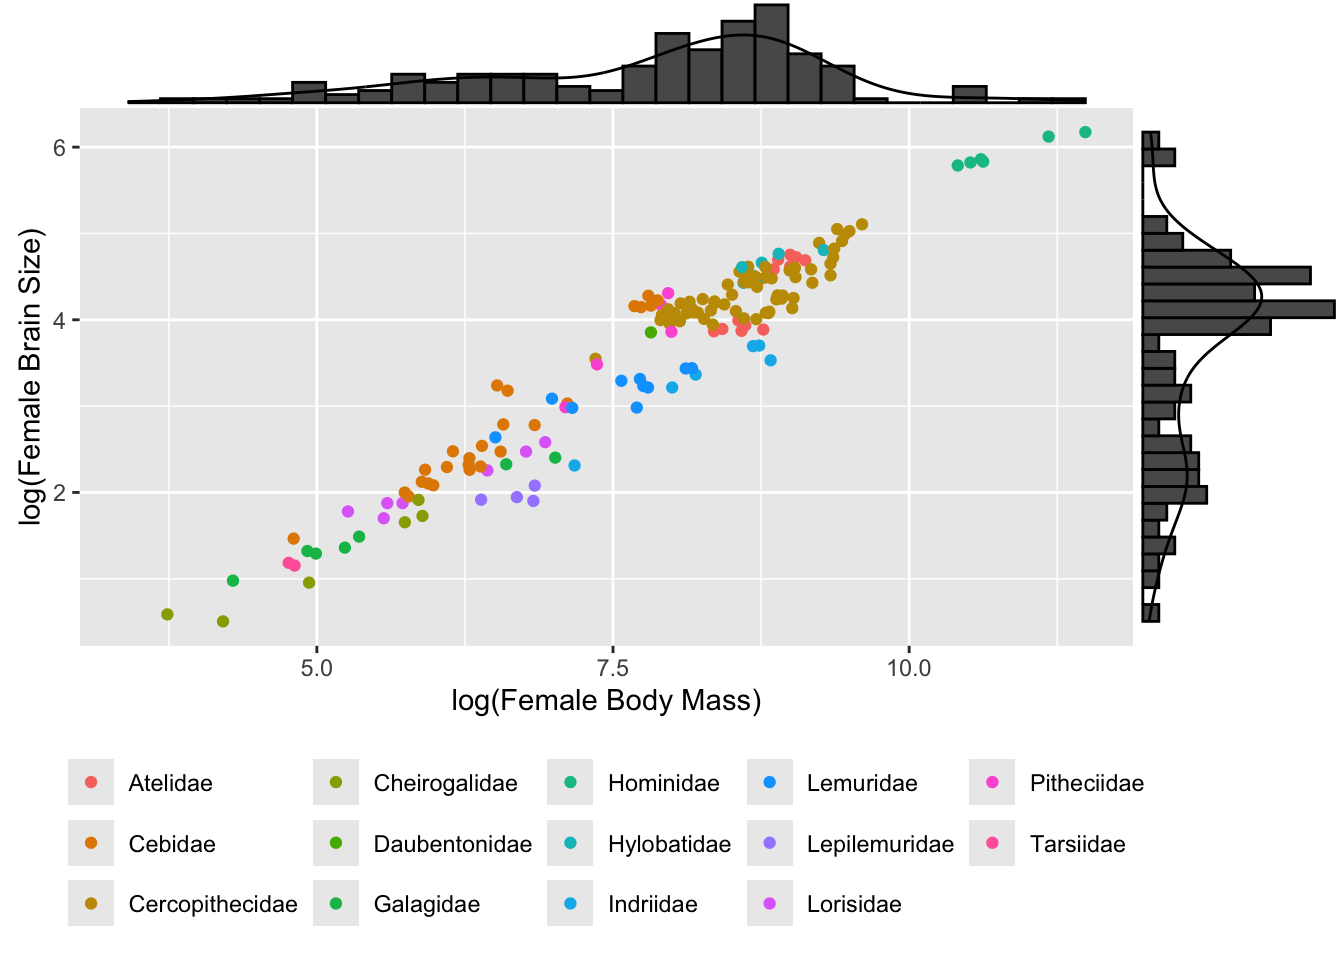 6
4
2
log(Female Brain Size)
5.0 7.5 10.0
log(Female Body Mass)
Atelidae Cheirogalidae Hominidae Lemuridae Pitheciidae
Cebidae Daubentonidae Hylobatidae Lepilemuridae Tarsiidae
Cercopithecidae Galagidae Indriidae Lorisidae